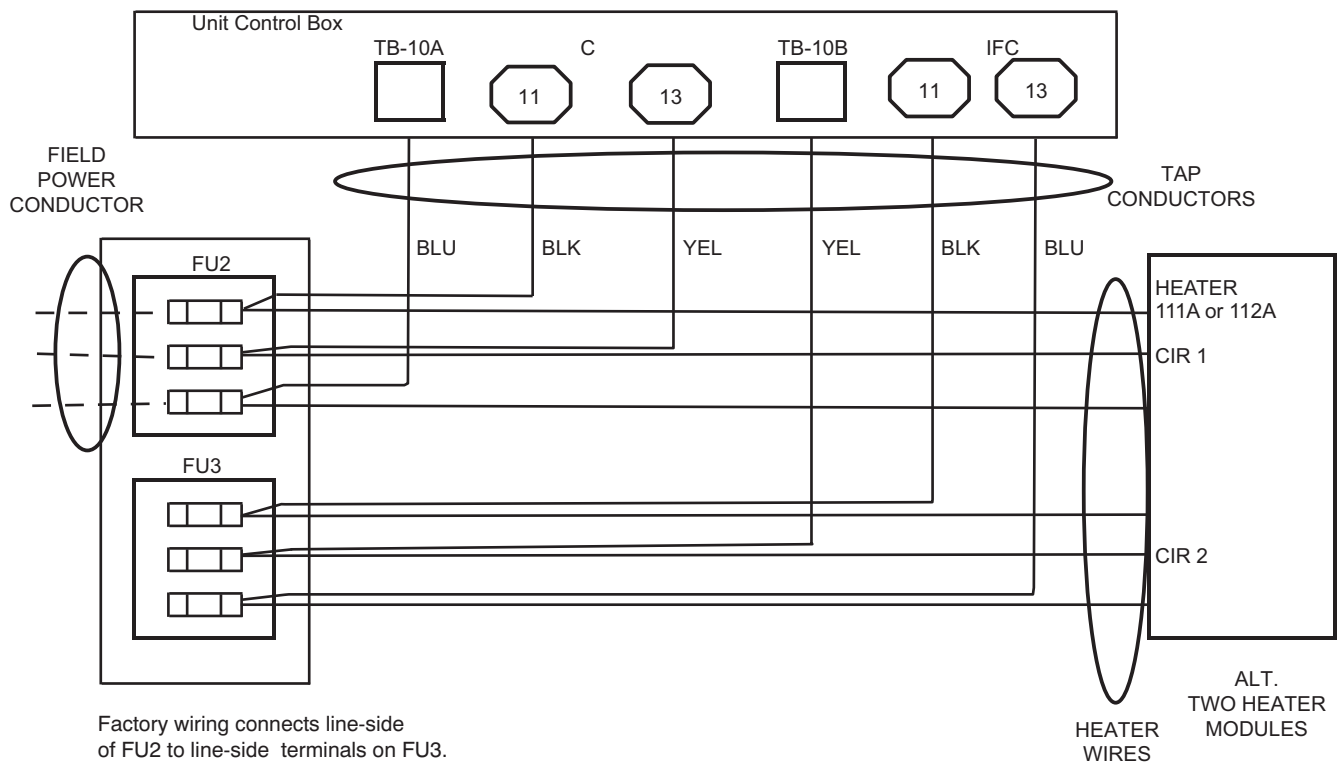 Unit Control Box
TB-10A
C
TB-10B
IFC
11
13
11
13
FIELD
POWER
CONDUCTOR
TAP
CONDUCTORS
BLU
BLK
YEL
YEL
BLK
BLU
FU2
HEATER
111A or 112A
CIR 1
FU3
CIR 2
ALT.
TWO HEATER
MODULES
HEATER
WIRES
Factory wiring connects line-side
of FU2 to line-side terminals on FU3.